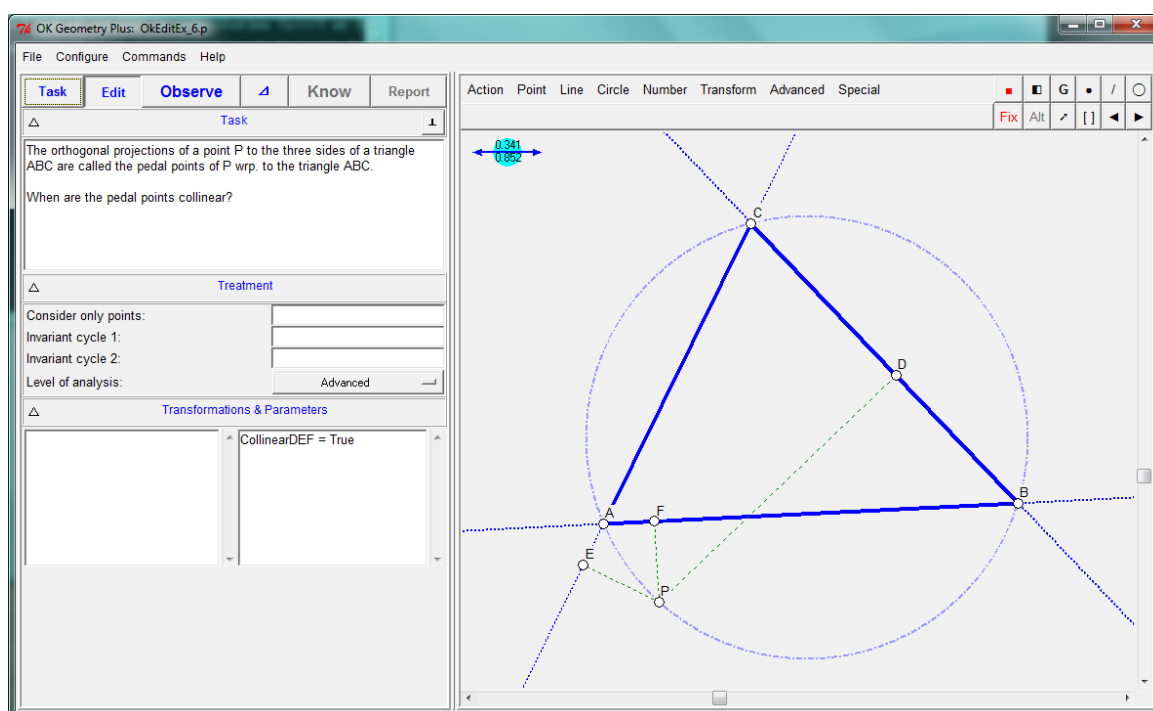 OK Geometry Plus: OkEditEx_6.p
File Configure Commands Help
Task Edit Observe Know Report
Task
The orthogonal projections of a point P to the three sides of a triangle
ABC are called the pedal points of P wrp. to the triangle ABC.
When are the pedal points collinear?
Treatment
Consider only points:
Invariant cycle 1:
Invariant cycle 2:
Level of analysis: Advanced
Transformations & Parameters
CollinearDEF = True
Action Point Line Circle Number Transform Advanced Special
G
Fix Alt [ ]
0.341
0.852
C
D
B
A F
E
P